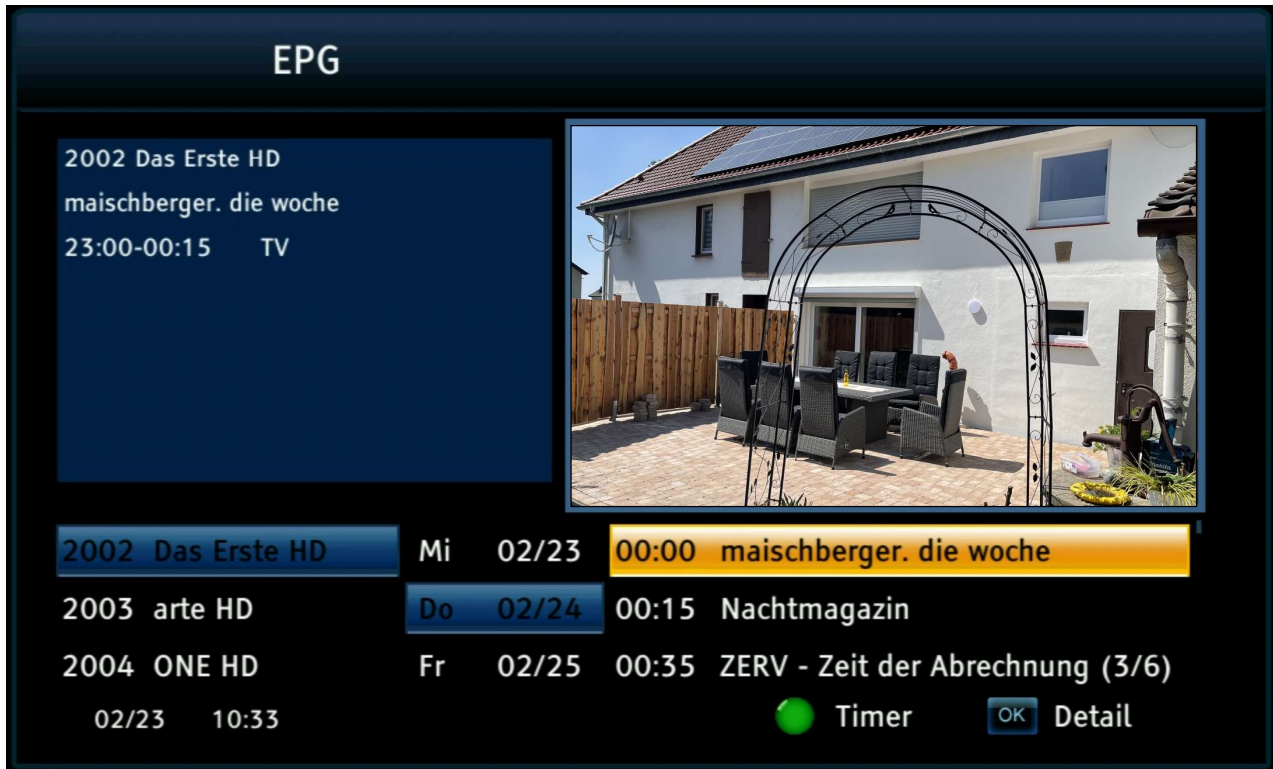 EPG
2002 Das Erste HD
maischberger. die woche
23:00-00:15 TV
2002 Das Erste HD Mi 02/23 00:00 maischberger. die woche
2003 arte HD Do 02/24 00:15 Nachtmagazin
2004 ONE HD Fr 02/25 00:35 ZERV - Zeit der Abrechnung (3/6)
02/23 10:33 Timer OK Detail